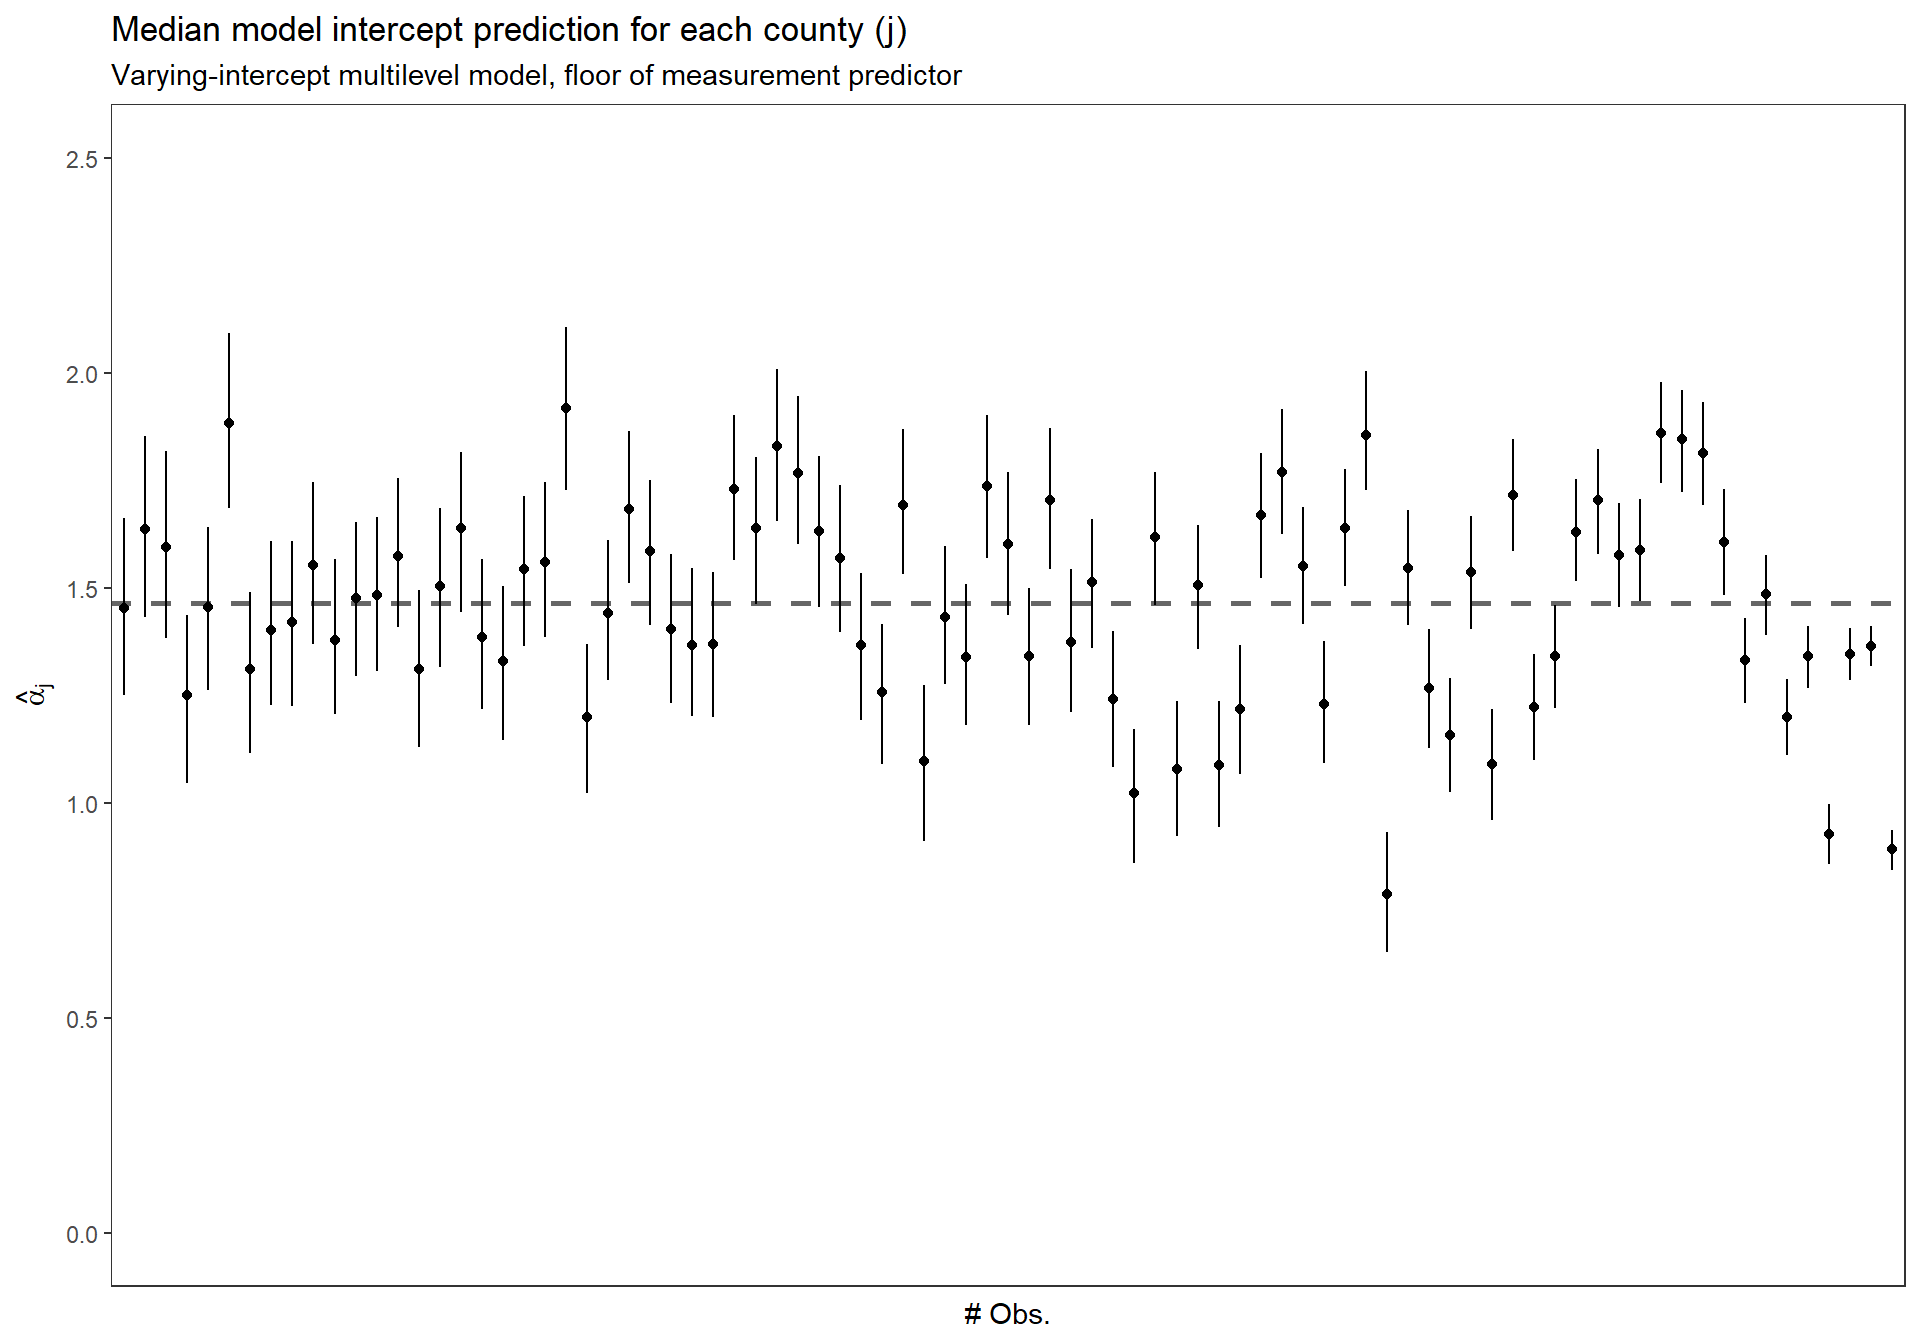 Median model intercept prediction for each county (j)
Varying-intercept multilevel model, floor of measurement predictor
2.5
2.0
1.5
1.0
0.5
0.0
α̂j
# Obs.